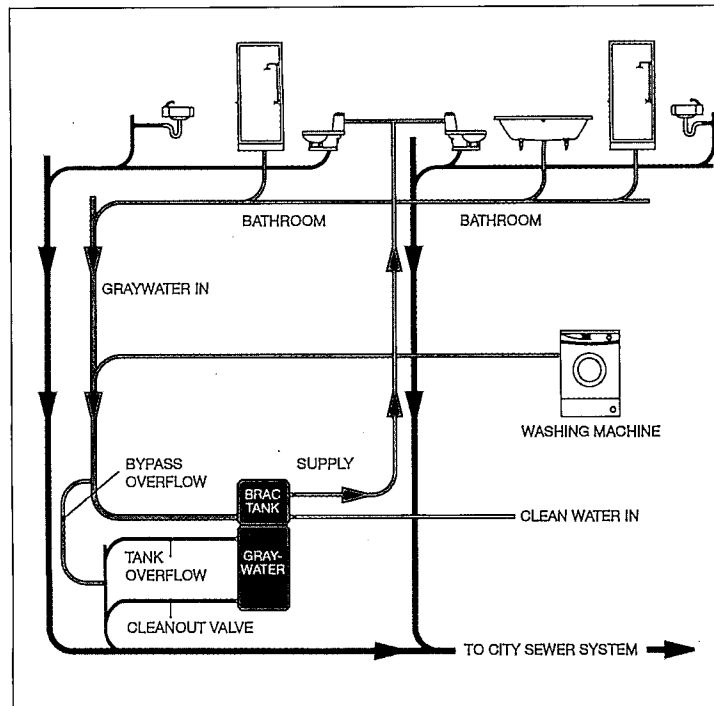 BATHROOM
BATHROOM
GRAYWATER IN
WASHING MACHINE
BYPASS
OVERFLOW
SUPPLY
BRAC
TANK
CLEAN WATER IN
TANK
OVERFLOW
GRAY-
WATER
CLEANOUT VALVE
TO CITY SEWER SYSTEM